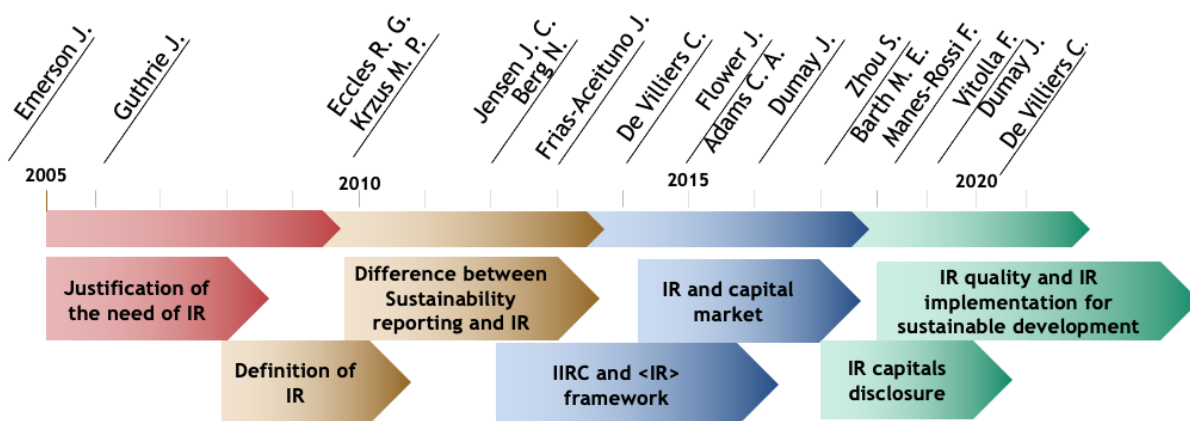 Emerson J.
Guthrie J.
Eccles R. G.
Krzus M. P.
Jensen J. C.
Berg N.
Frias-Aceituno J.
De Villiers C.
Flower J.
Adams C. A.
Dumay J.
Zhou S.
Barth M. E.
Manes-Rossi F.
Vitolla F.
Dumay J.
De Villiers C.
2005
2010
2015
2020
Justification of
the need of IR
Difference between
Sustainability
reporting and IR
IR and capital
market
IR quality and IR
implementation for
sustainable development
Definition of
IR
IIRC and <IR>
framework
IR capitals
disclosure